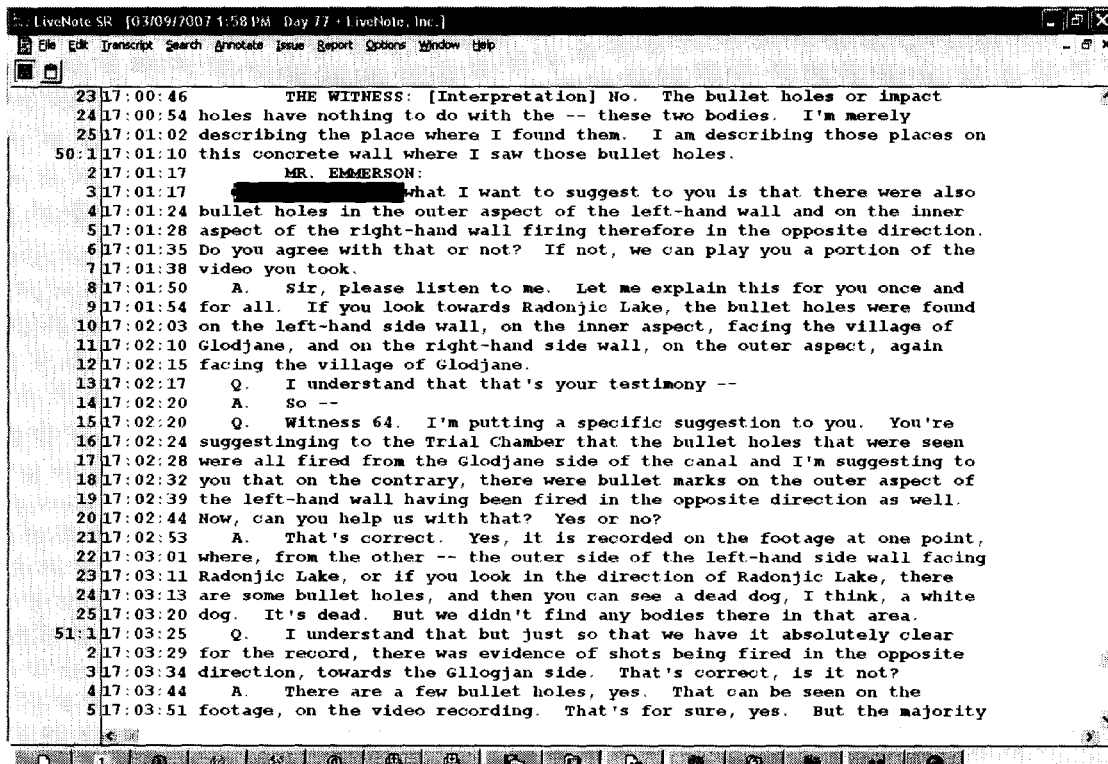 LiveNote SR - [03/09/2007 1:58 PM Day 77 - LiveNote, Inc.]
File Edit Transcript Search Annotate Issue Report Options Window Help
23 17:00:46 THE WITNESS: [Interpretation] No. The bullet holes or impact
24 17:00:54 holes have nothing to do with the -- these two bodies. I'm merely
25 17:01:02 describing the place where I found them. I am describing those places on
50:1 17:01:10 this concrete wall where I saw those bullet holes.
2 17:01:17 MR. EMMERSON:
3 17:01:17 what I want to suggest to you is that there were also
4 17:01:24 bullet holes in the outer aspect of the left-hand wall and on the inner
5 17:01:28 aspect of the right-hand wall firing therefore in the opposite direction.
6 17:01:35 Do you agree with that or not? If not, we can play you a portion of the
7 17:01:38 video you took.
8 17:01:50 A. Sir, please listen to me. Let me explain this for you once and
9 17:01:54 for all. If you look towards Radonjic Lake, the bullet holes were found
10 17:02:03 on the left-hand side wall, on the inner aspect, facing the village of
11 17:02:10 Glodjane, and on the right-hand side wall, on the outer aspect, again
12 17:02:15 facing the village of Glodjane.
13 17:02:17 Q. I understand that that's your testimony --
14 17:02:20 A. So --
15 17:02:20 Q. Witness 64. I'm putting a specific suggestion to you. You're
16 17:02:24 suggestinging to the Trial Chamber that the bullet holes that were seen
17 17:02:28 were all fired from the Glodjane side of the canal and I'm suggesting to
18 17:02:32 you that on the contrary, there were bullet marks on the outer aspect of
19 17:02:39 the left-hand wall having been fired in the opposite direction as well.
20 17:02:44 Now, can you help us with that? Yes or no?
21 17:02:53 A. That's correct. Yes, it is recorded on the footage at one point,
22 17:03:01 where, from the other -- the outer side of the left-hand side wall facing
23 17:03:11 Radonjic Lake, or if you look in the direction of Radonjic Lake, there
24 17:03:13 are some bullet holes, and then you can see a dead dog, I think, a white
25 17:03:20 dog. It's dead. But we didn't find any bodies there in that area.
51:1 17:03:25 Q. I understand that but just so that we have it absolutely clear
2 17:03:29 for the record, there was evidence of shots being fired in the opposite
3 17:03:34 direction, towards the Gllogjan side. That's correct, is it not?
4 17:03:44 A. There are a few bullet holes, yes. That can be seen on the
5 17:03:51 footage, on the video recording. That's for sure, yes. But the majority